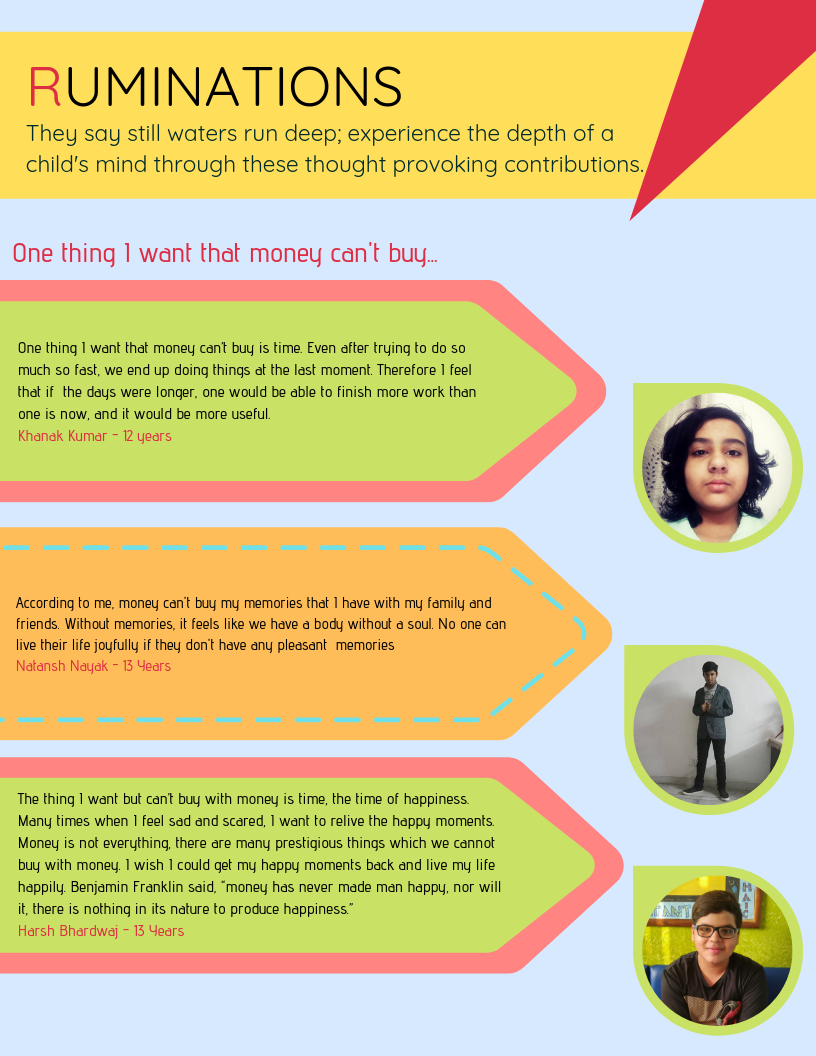 RUMINATIONS
They say still waters run deep; experience the depth of a
child's mind through these thought provoking contributions.
One thing I want that money can't buy...
One thing I want that money can't buy is time. Even after trying to do so
much so fast, we end up doing things at the last moment. Therefore I feel
that if  the days were longer, one would be able to finish more work than
one is now, and it would be more useful.
Khanak Kumar - 12 years
According to me, money can't buy my memories that I have with my family and
friends. Without memories, it feels like we have a body without a soul. No one can
live their life joyfully if they don't have any pleasant  memories
Natansh Nayak - 13 Years
The thing I want but can't buy with money is time, the time of happiness.
Many times when I feel sad and scared, I want to relive the happy moments.
Money is not everything, there are many prestigious things which we cannot
buy with money. I wish I could get my happy moments back and live my life
happily. Benjamin Franklin said, "money has never made man happy, nor will
it, there is nothing in its nature to produce happiness."
Harsh Bhardwaj - 13 Years